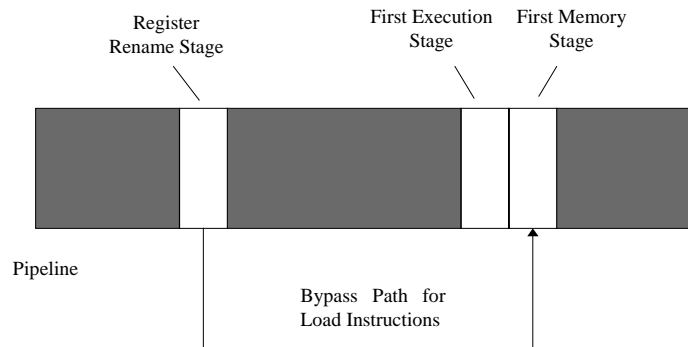 Register
Rename Stage
First Execution
Stage
First Memory
Stage
Pipeline
Bypass Path for
Load Instructions